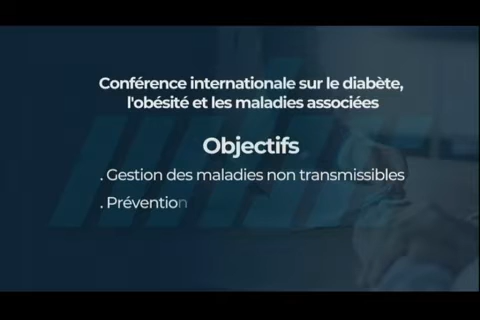 Conférence internationale sur le diabète,
l'obésité et les maladies associées
Objectifs
. Gestion des maladies non transmissibles
. Prévention